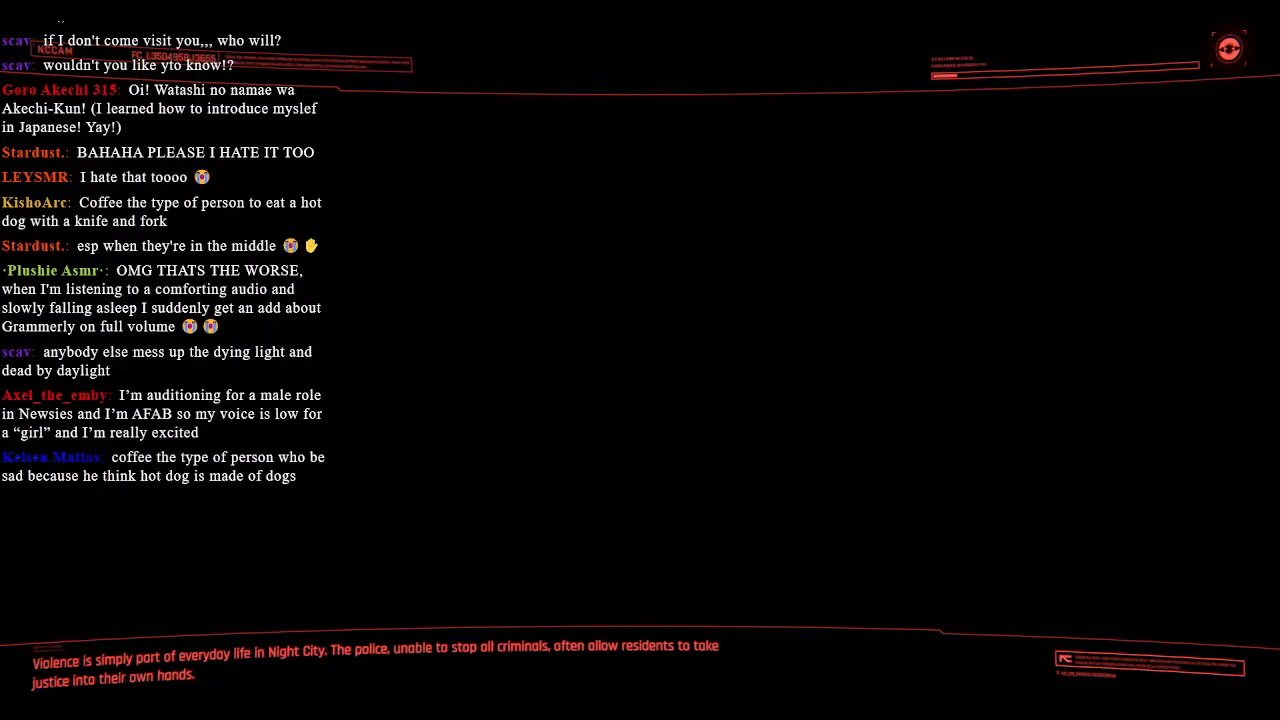 scav: if I don't come visit you,,, who will?
NCCAM
scav: wouldn't you like yto know!?
Goro Akechi 315: Oi! Watashi no namae wa
Akechi-Kun! (I learned how to introduce myslef
in Japanese! Yay!)
Stardust.: BAHAHA PLEASE I HATE IT TOO
LEYSMR: I hate that toooo 😭
KishoArc: Coffee the type of person to eat a hot
dog with a knife and fork
Stardust.: esp when they're in the middle 😭 ✋
·Plushie Asmr·: OMG THATS THE WORSE,
when I'm listening to a comforting audio and
slowly falling asleep I suddenly get an add about
Grammerly on full volume 😭 😭
scav: anybody else mess up the dying light and
dead by daylight
Axel_the_emby: I’m auditioning for a male role
in Newsies and I’m AFAB so my voice is low for
a “girl” and I’m really excited
Kelsen Matias: coffee the type of person who be
sad because he think hot dog is made of dogs
Violence is simply part of everyday life in Night City. The police, unable to stop all criminals, often allow residents to take
justice into their own hands.